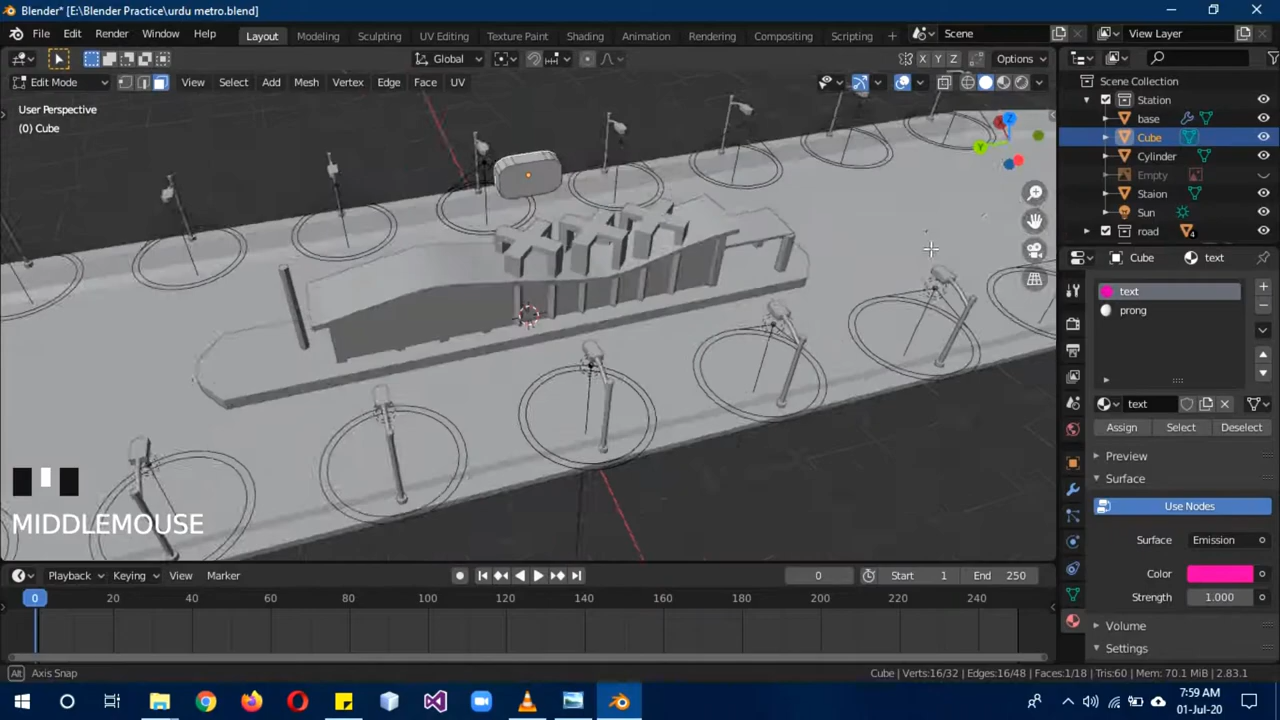 Blender* [E:\Blender Practice\urdu metro.blend]
File Edit Render Window Help Layout Modeling Sculpting UV Editing Texture Paint Shading Animation Rendering Compositing Scripting Scene View Layer
Global X Y Z Options
Edit Mode View Select Add Mesh Vertex Edge Face UV
User Perspective
(0) Cube
Z
Y
Scene Collection
Station
base
Cube
Cylinder
Empty
Staion
Sun
road 4
Cube text
text
prong
text
Assign Select Deselect
Preview
Surface
Use Nodes
Surface Emission
Color
Strength 1.000
Volume
Settings
MIDDLEMOUSE
Playback Keying View Marker 0 Start 1 End 250
0 20 40 60 80 100 120 140 160 180 200 220 240
Alt Axis Snap Cube | Verts:16/32 | Edges:16/48 | Faces:1/18 | Tris:60 | Mem: 70.1 MiB | 2.83.1
7:59 AM
01-Jul-20